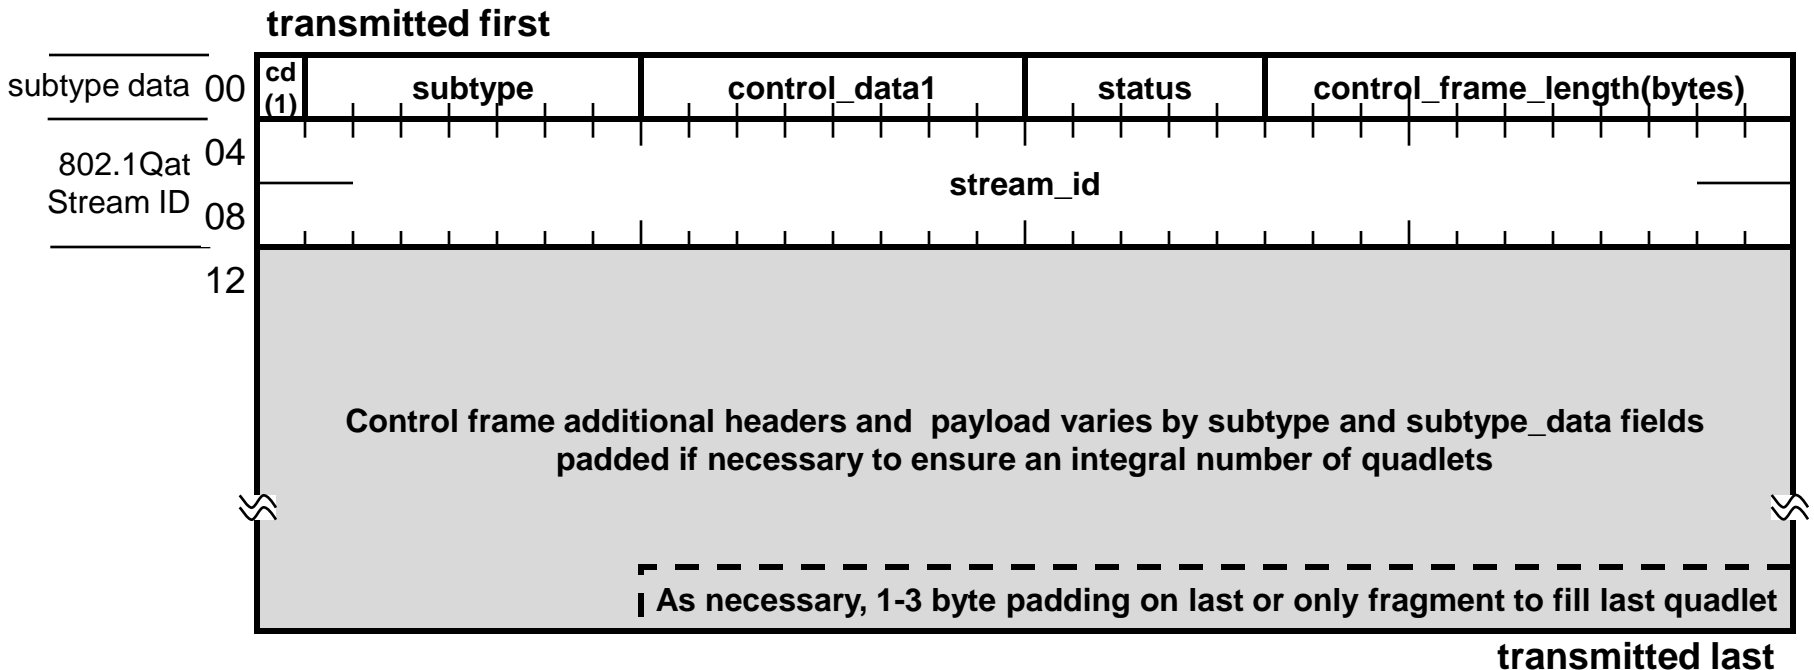 transmitted first
subtype data 00 cd (1) subtype control_data1 status control_frame_length(bytes)
04
802.1Qat
Stream ID
stream_id
08
12
Control frame additional headers and payload varies by subtype and subtype_data fields
padded if necessary to ensure an integral number of quadlets
As necessary, 1-3 byte padding on last or only fragment to fill last quadlet
transmitted last